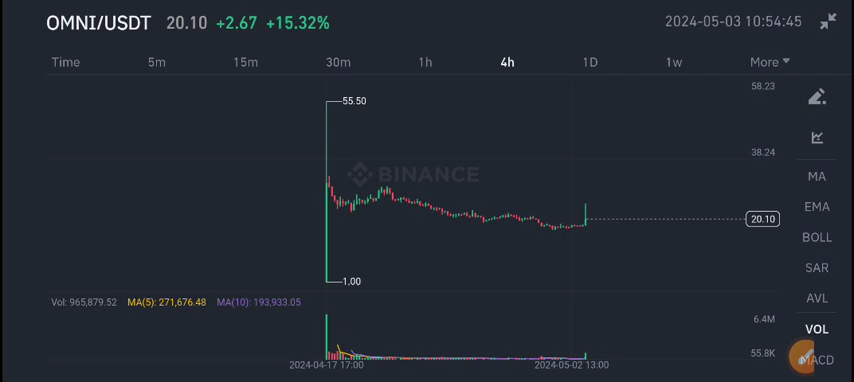 OMNI/USDT 20.10 +2.67 +15.32% 2024-05-03 10:54:45
Time 5m 15m 30m 1h 4h 1D 1w More
58.23
55.50
38.24
BINANCE
MA
EMA
20.10
BOLL
SAR
1.00
AVL
Vol: 965,879.52 MA(5): 271,676.48 MA(10): 193,933.05
6.4M
VOL
55.8K
MACD
2024-04-17 17:00 2024-05-02 13:00